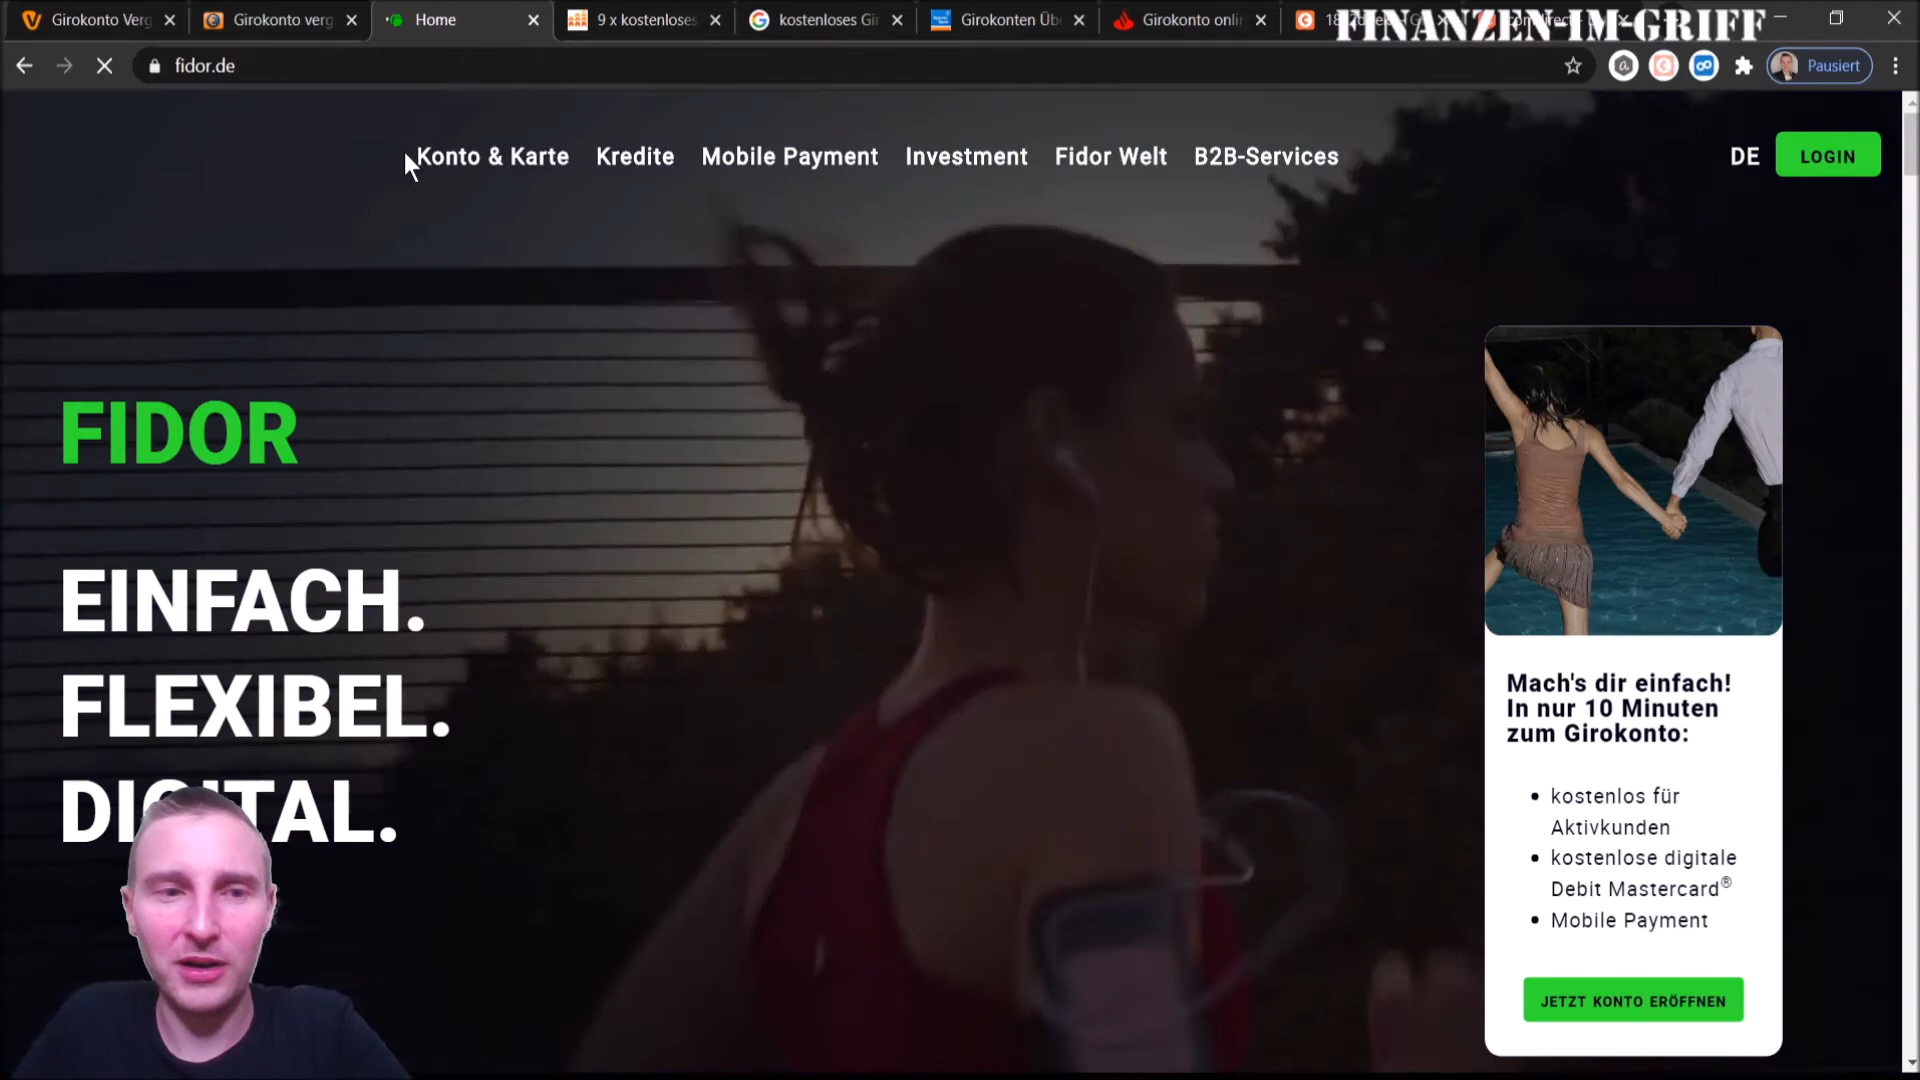 Girokonto Verg
Girokonto verg
Home
9 x kostenloses
kostenloses Gir
Girokonten Üb
Girokonto onli
FINANZEN-IM-GRIFF
fidor.de
Pausiert
Konto & Karte
Kredite
Mobile Payment
Investment
Fidor Welt
B2B-Services
DE
LOGIN
FIDOR
EINFACH.
FLEXIBEL.
DIGITAL.
Mach's dir einfach!
In nur 10 Minuten
zum Girokonto:
kostenlos für
Aktivkunden
kostenlose digitale
Debit Mastercard®
Mobile Payment
JETZT KONTO ERÖFFNEN